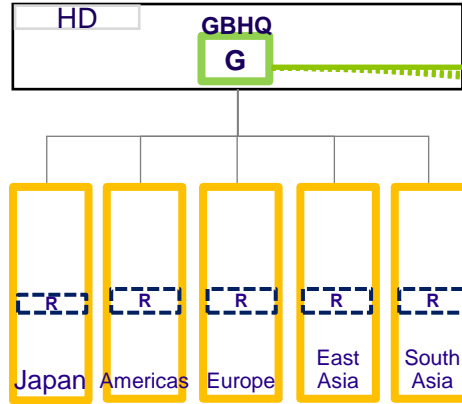 HD
GBHQ
G
R
R
R
R
R
Japan
Americas
Europe
East
Asia
South
Asia